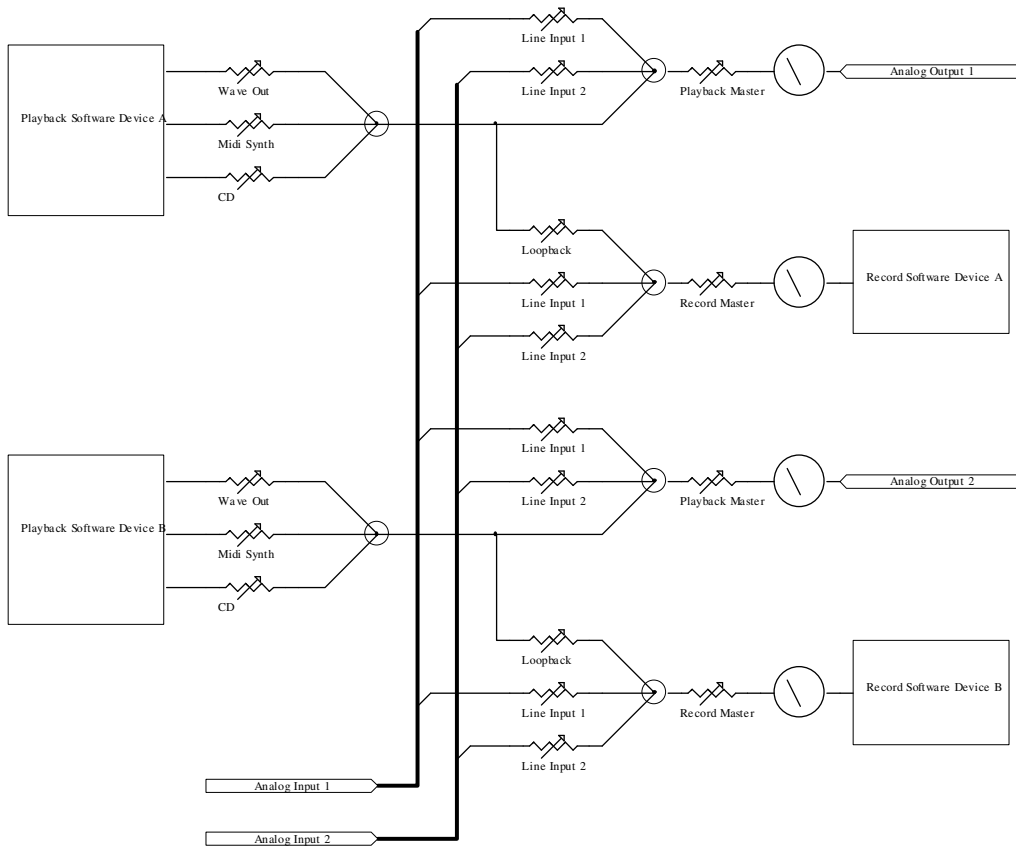 Line Input 1
Analog Output 1
Wave Out
Line Input 2
Playback Master
Playback Software Device A
Midi Synth
CD
Loopback
Record Software Device A
Line Input 1
Record Master
Line Input 2
Line Input 1
Analog Output 2
Wave Out
Line Input 2
Playback Master
Playback Software Device B
Midi Synth
CD
Loopback
Record Software Device B
Line Input 1
Record Master
Line Input 2
Analog Input 1
Analog Input 2